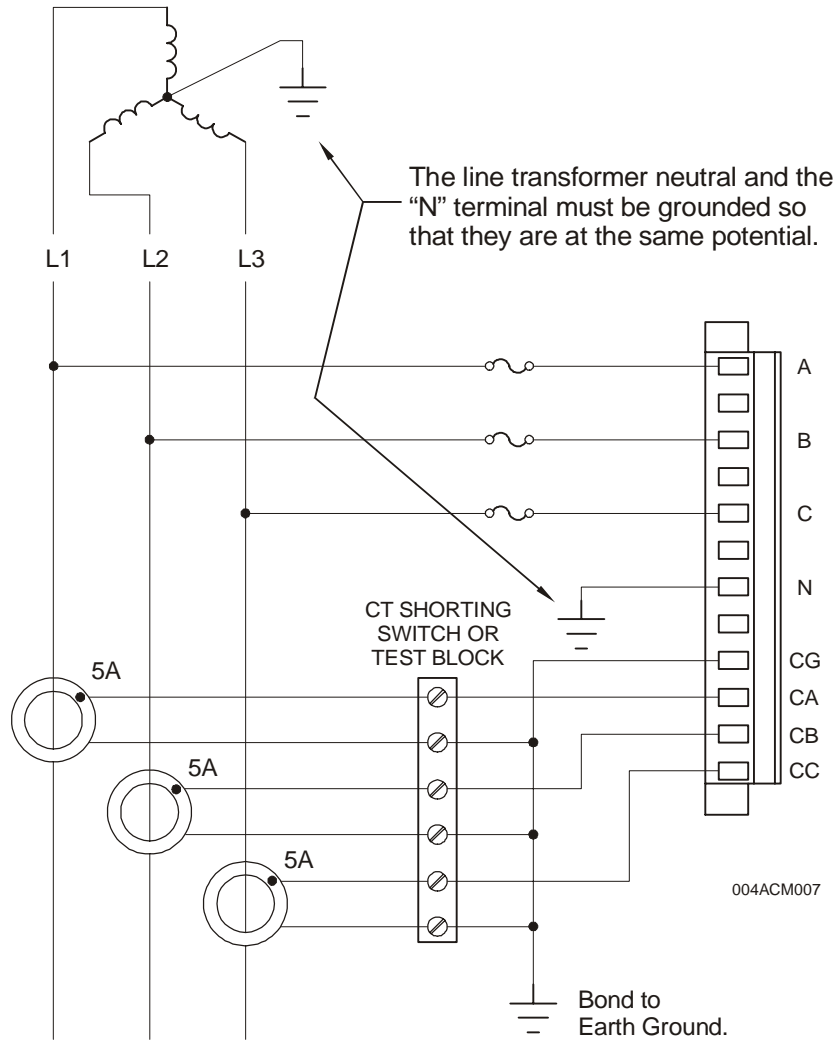 The line transformer neutral and the
“N” terminal must be grounded so
that they are at the same potential.
L1
L2
L3
A
B
C
N
CT SHORTING
SWITCH OR
TEST BLOCK
CG
5A
CA
CB
5A
CC
5A
004ACM007
Bond to
Earth Ground.